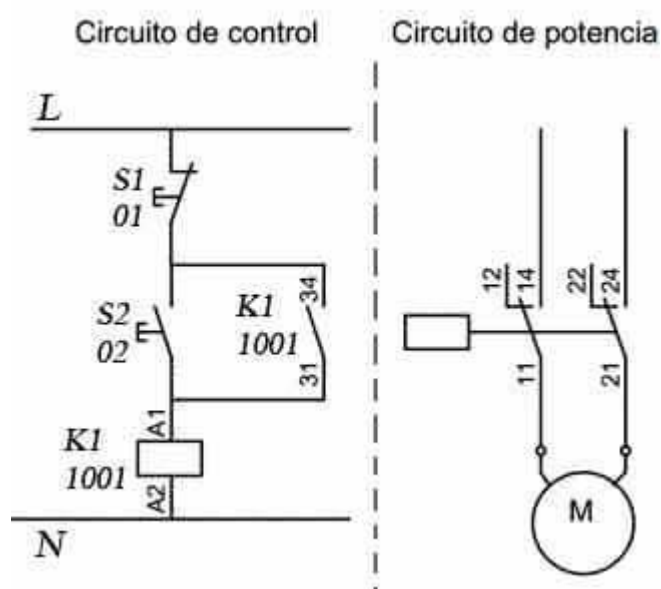 Circuito de control
Circuito de potencia
L
S1
01
S2
02
K1
1001
34
31
A1
K1
1001
A2
N
12
14
22
24
11
21
M